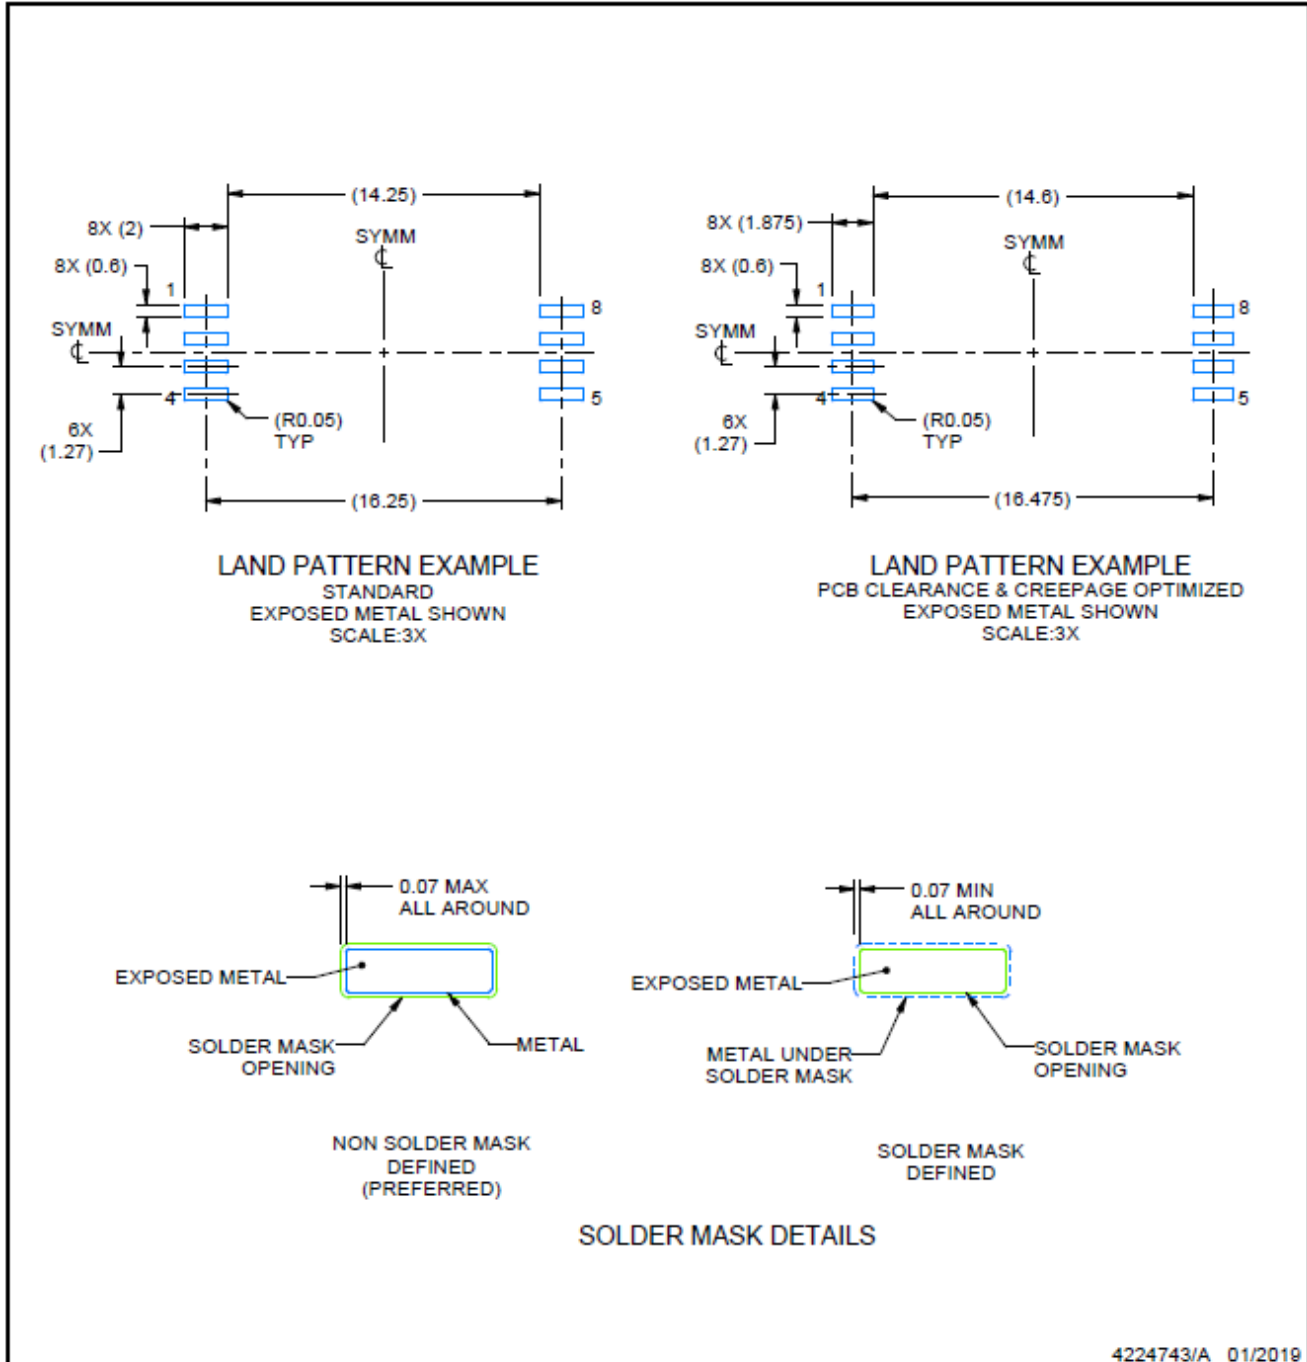 (14.25)
8X (2)
SYMM
℄
8X (0.6)
1
8
SYMM
℄
4
5
(R0.05)
TYP
6X
(1.27)
(16.25)
LAND PATTERN EXAMPLE
STANDARD
EXPOSED METAL SHOWN
SCALE:3X
(14.6)
8X (1.875)
SYMM
℄
8X (0.6)
1
8
SYMM
℄
4
5
(R0.05)
TYP
6X
(1.27)
(16.475)
LAND PATTERN EXAMPLE
PCB CLEARANCE & CREEPAGE OPTIMIZED
EXPOSED METAL SHOWN
SCALE:3X
0.07 MAX
ALL AROUND
EXPOSED METAL
SOLDER MASK
OPENING
METAL
NON SOLDER MASK
DEFINED
(PREFERRED)
0.07 MIN
ALL AROUND
EXPOSED METAL
METAL UNDER
SOLDER MASK
SOLDER MASK
OPENING
SOLDER MASK
DEFINED
SOLDER MASK DETAILS
4224743/A 01/2019